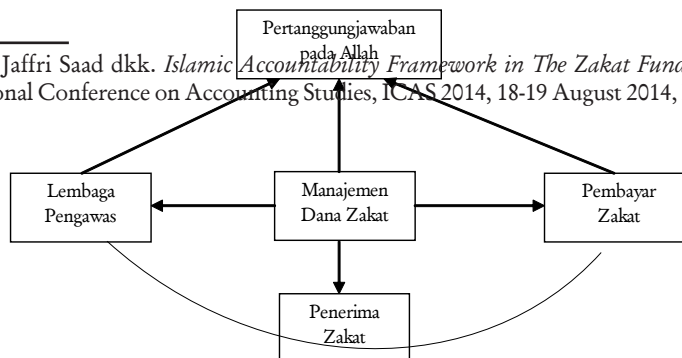 Pertanggungjawaban
pada Allah
Jaffri Saad dkk. Islamic Accountability Framework in The Zakat Fund
onal Conference on Accounting Studies, ICAS 2014, 18-19 August 2014,
Lembaga
Pengawas
Manajemen
Dana Zakat
Pembayar
Zakat
Penerima
Zakat